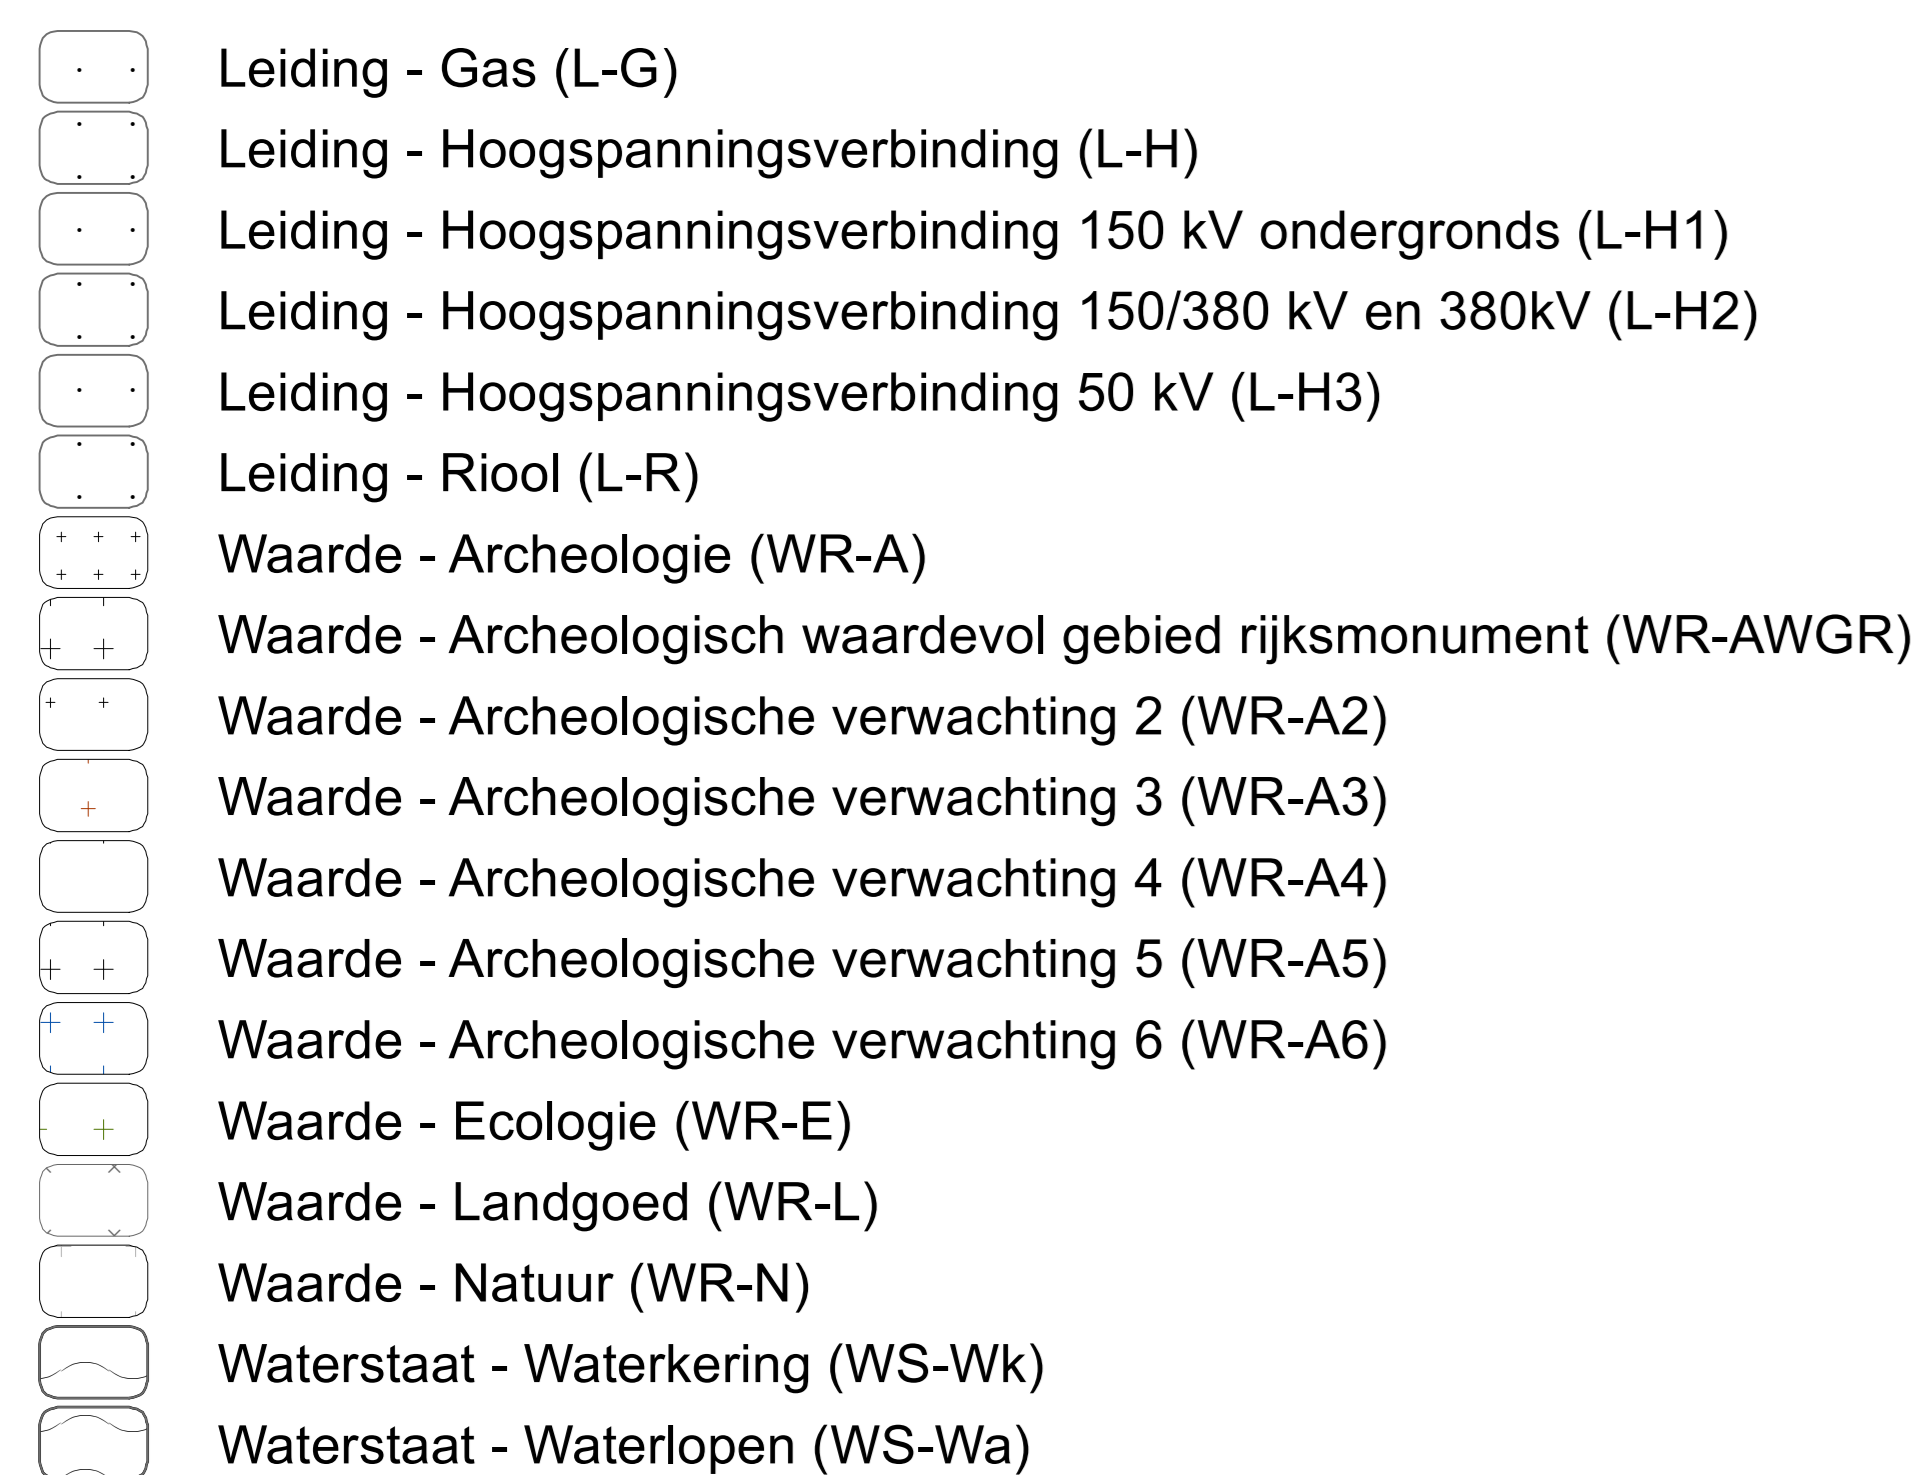 Leiding - Gas (L-G)
Leiding - Hoogspanningsverbinding (L-H)
Leiding - Hoogspanningsverbinding 150 kV ondergronds (L-H1)
Leiding - Hoogspanningsverbinding 150/380 kV en 380kV (L-H2)
Leiding - Hoogspanningsverbinding 50 kV (L-H3)
Leiding - Riool (L-R)
Waarde - Archeologie (WR-A)
Waarde - Archeologisch waardevol gebied rijksmonument (WR-AWGR)
Waarde - Archeologische verwachting 2 (WR-A2)
Waarde - Archeologische verwachting 3 (WR-A3)
Waarde - Archeologische verwachting 4 (WR-A4)
Waarde - Archeologische verwachting 5 (WR-A5)
Waarde - Archeologische verwachting 6 (WR-A6)
Waarde - Ecologie (WR-E)
Waarde - Landgoed (WR-L)
Waarde - Natuur (WR-N)
Waterstaat - Waterkering (WS-Wk)
Waterstaat - Waterlopen (WS-Wa)